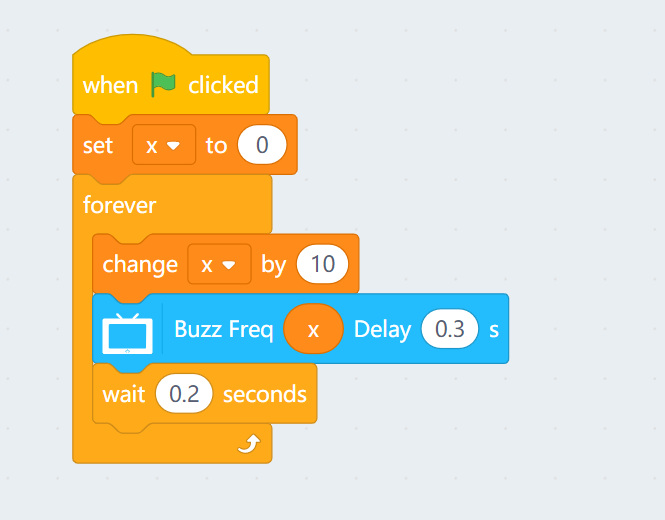 when clicked
set x to 0
forever
change x by 10
Buzz Freq x Delay 0.3 s
wait 0.2 seconds